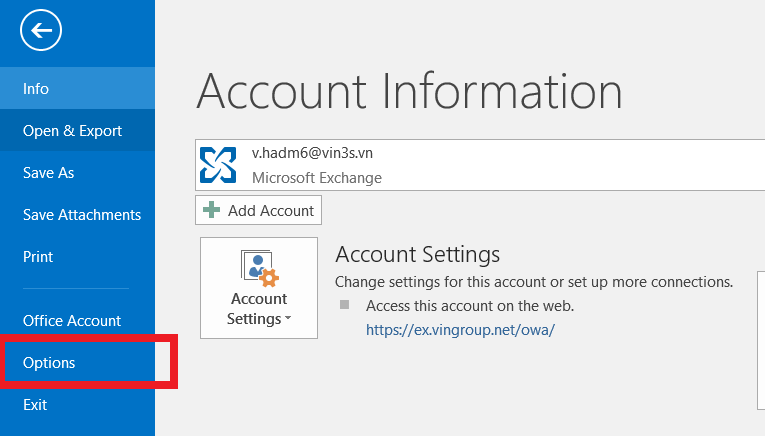 Info
Open & Export
Save As
Save Attachments
Print
Office Account
Options
Exit
Account Information
v.hadm6@vin3s.vn
Microsoft Exchange
Add Account
Account
Settings
Account Settings
Change settings for this account or set up more connections.
Access this account on the web.
https://ex.vingroup.net/owa/